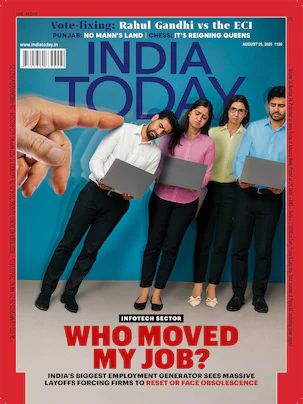 Vote-fixing: Rahul Gandhi vs the ECI
PUNJAB: NO MANN'S LAND | CHESS: IT'S REIGNING QUEENS
www.indiatoday.in
AUGUST 25, 2025 ₹100
INDIA
TODAY
INFOTECH SECTOR
WHO MOVED
MY JOB?
INDIA'S BIGGEST EMPLOYMENT GENERATOR SEES MASSIVE
LAYOFFS FORCING FIRMS TO RESET OR FACE OBSOLESCENCE